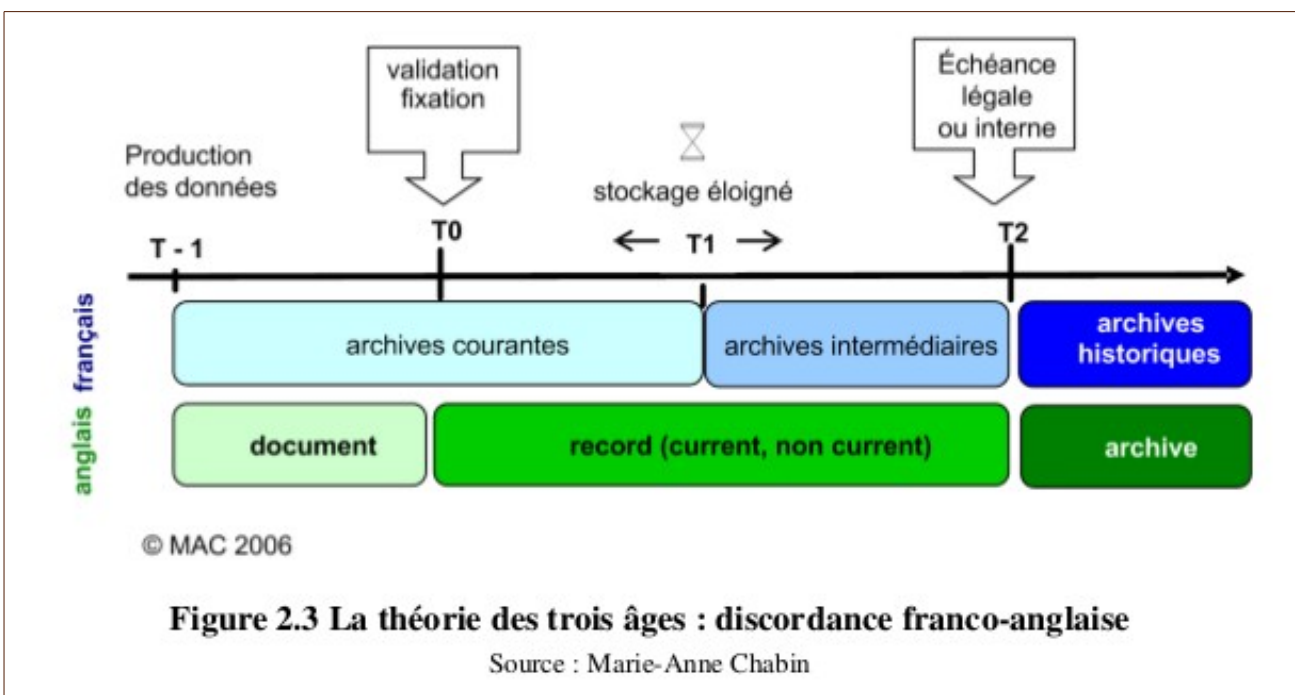 validation
fixation
Échéance
légale
ou interne
Production
des données
stockage éloigné
T - 1
T0
T1
T2
français
archives courantes
archives intermédiaires
archives
historiques
anglais
document
record (current, non current)
archive
© MAC 2006
Figure 2.3 La théorie des trois âges : discordance franco-anglaise
Source : Marie-Anne Chabin